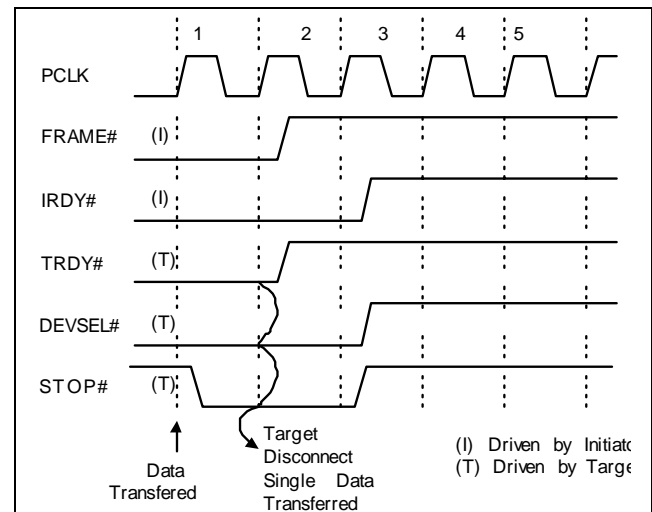 1 2 3 4 5
PCLK
FRAME# (I)
IRDY# (I)
TRDY# (T)
DEVSEL# (T)
STOP# (T)
Data
Transfered
Target
Disconnect
Single Data
Transferred
(I) Driven by Initiato
(T) Driven by Targe